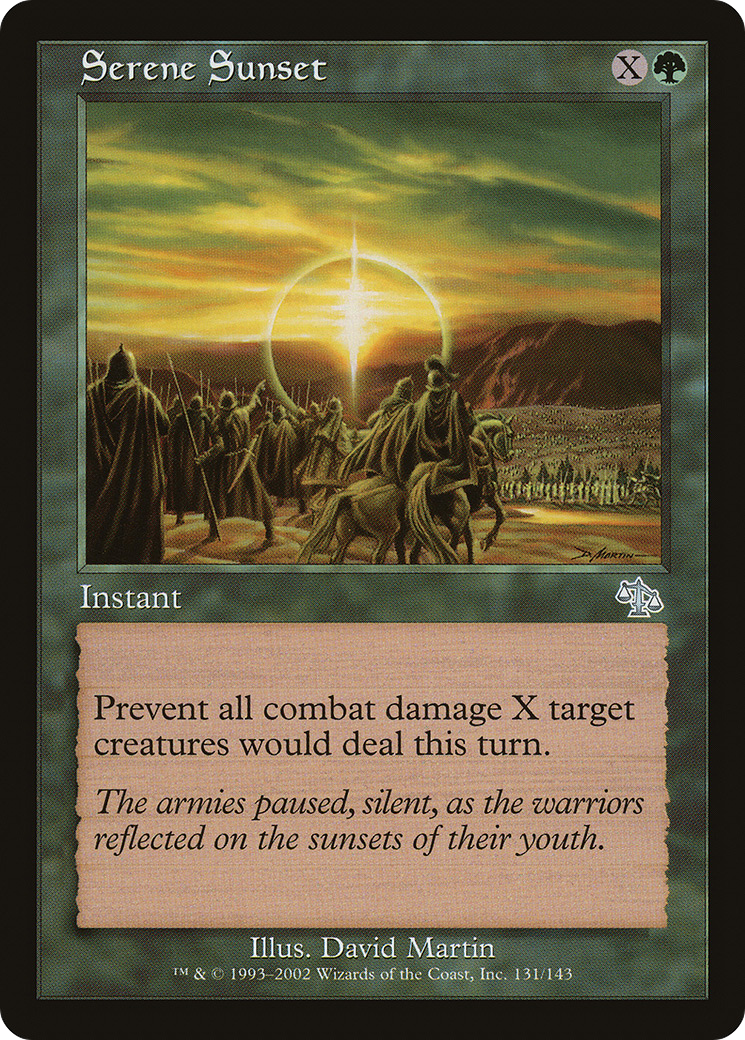 Serene Sunset
X
D. MARTIN
Instant
Prevent all combat damage X target
creatures would deal this turn.
The armies paused, silent, as the warriors
reflected on the sunsets of their youth.
Illus. David Martin
™ & © 1993–2002 Wizards of the Coast, Inc. 131/143